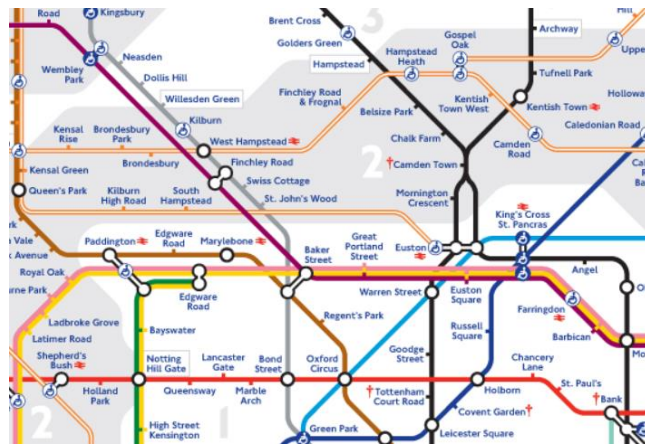 Road
Kingsbury
Brent Cross
3
Golders Green
Hampstead
Gospel
Oak
Archway
Hill
Uppe
Wembley
Park
Neasden
Dollis Hill
Willesden Green
Kilburn
Hampstead
Heath
Tufnell Park
Finchley Road
& Frognal
Belsize Park
Kentish
Town West
Kentish Town
Hollowa
Caledonian Road
Kensal
Rise
Brondesbury
Park
Brondesbury
West Hampstead
Finchley Road
Chalk Farm
2
†Camden Town
Camden
Road
Kensal Green
Queen's Park
Kilburn
High Road
South
Hampstead
Swiss Cottage
St. John's Wood
Mornington
Crescent
Vale
Avenue
Paddington
Edgware
Road
Marylebone
Baker
Street
Great
Portland
Street
Euston
King's Cross
St. Pancras
Royal Oak
Edgware
Road
Warren Street
Euston
Square
Angel
Farringdon
Barbican
Ladbroke Grove
Latimer Road
Bayswater
Regent's Park
Russell
Square
Goodge
Street
Shepherd's
Bush
Holland
Park
Notting
Hill Gate
Lancaster
Gate
Queensway
Marble
Arch
Bond
Street
Oxford
Circus
†Tottenham
Court Road
Holborn
Chancery
Lane
St. Paul's
†Bank
2
1
High Street
Kensington
Green Park
Covent Garden†
Leicester Square